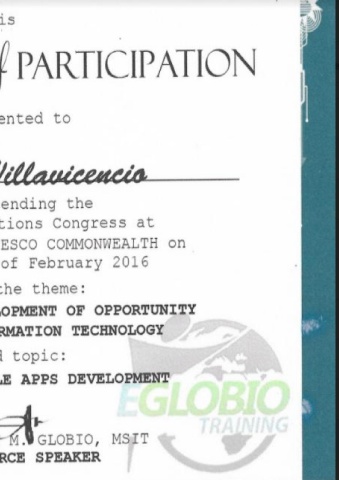 is
f PARTICIPATION
ented to
Villavicencio
ending the
tions Congress at
ESCO COMMONWEALTH on
of February 2016
the theme:
LOPMENT OF OPPORTUNITY
RMATION TECHNOLOGY
d topic:
LE APPS DEVELOPMENT
EGLOBIO
TRAINING
M. GLOBIO, MSIT
RCE SPEAKER